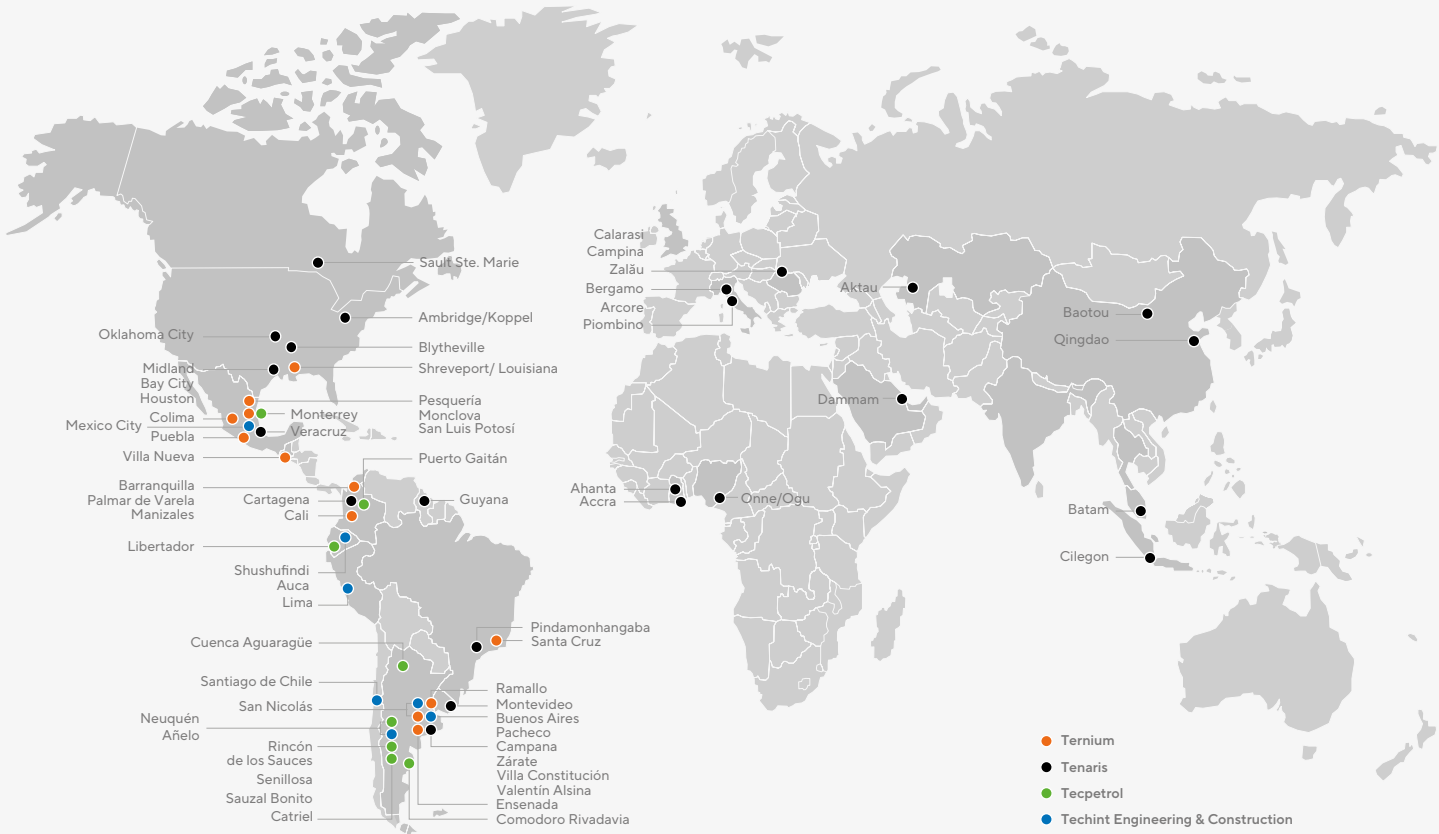 Sault Ste. Marie
Ambridge/Koppel
Oklahoma City
Blytheville
Midland
Bay City
Houston
Shreveport/ Louisiana
Pesquería
Monterrey
Monclova
San Luis Potosí
Colima
Mexico City
Veracruz
Puebla
Villa Nueva
Puerto Gaitán
Barranquilla
Palmar de Varela
Manizales
Cartagena
Cali
Guyana
Libertador
Shushufindi
Auca
Lima
Pindamonhangaba
Santa Cruz
Cuenca Aguaragüe
Santiago de Chile
San Nicolás
Neuquén
Añelo
Rincón
de los Sauces
Senillosa
Sauzal Bonito
Catriel
Ramallo
Montevideo
Buenos Aires
Pacheco
Campana
Zárate
Villa Constitución
Valentín Alsina
Ensenada
Comodoro Rivadavia
Calarasi
Campina
Zalău
Bergamo
Arcore
Piombino
Ahanta
Accra
Onne/Ogu
Aktau
Dammam
Baotou
Qingdao
Batam
Cilegon
Ternium
Tenaris
Tecpetrol
Techint Engineering & Construction